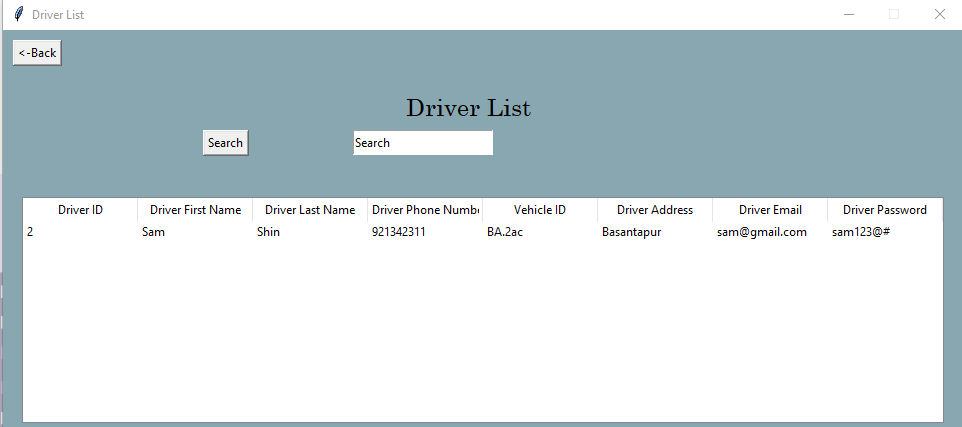 Driver List
<-Back
Driver List
Search Search
Driver ID Driver First Name Driver Last Name Driver Phone Numbe Vehicle ID Driver Address Driver Email Driver Password
2 Sam Shin 921342311 BA.2ac Basantapur sam@gmail.com sam123@#